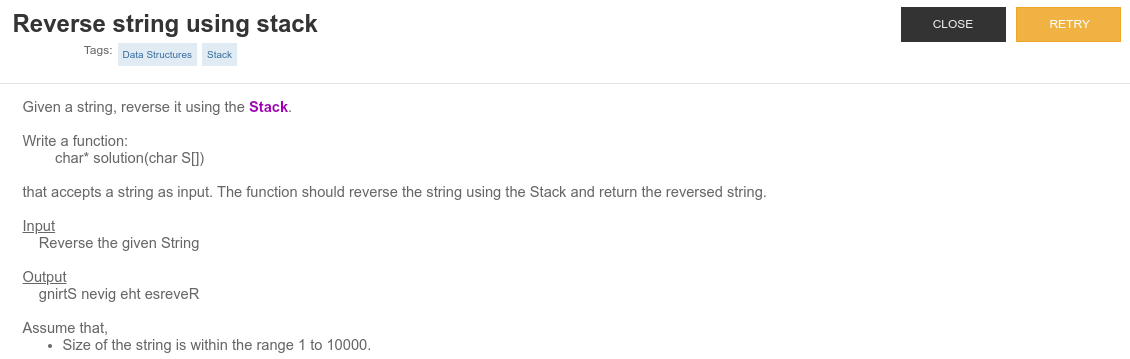 Reverse string using stack
CLOSE
RETRY
Tags: Data Structures Stack
Given a string, reverse it using the Stack.
Write a function:
char* solution(char S[])
that accepts a string as input. The function should reverse the string using the Stack and return the reversed string.
Input
Reverse the given String
Output
gnirtS nevig eht esreveR
Assume that,
• Size of the string is within the range 1 to 10000.